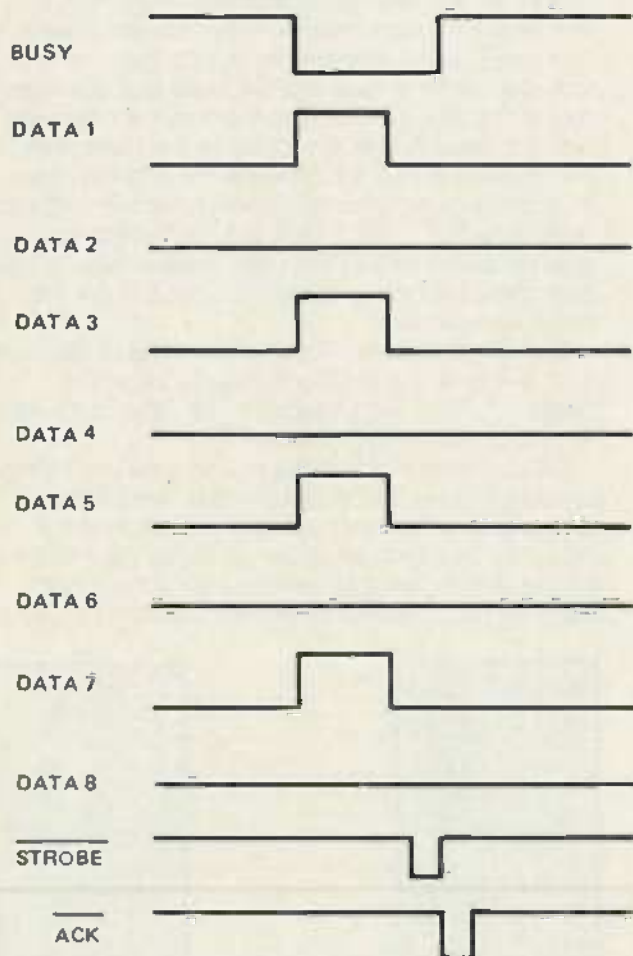 BUSY
DATA 1
DATA 2
DATA 3
DATA 4
DATA 5
DATA 6
DATA 7
DATA 8
STROBE
ACK